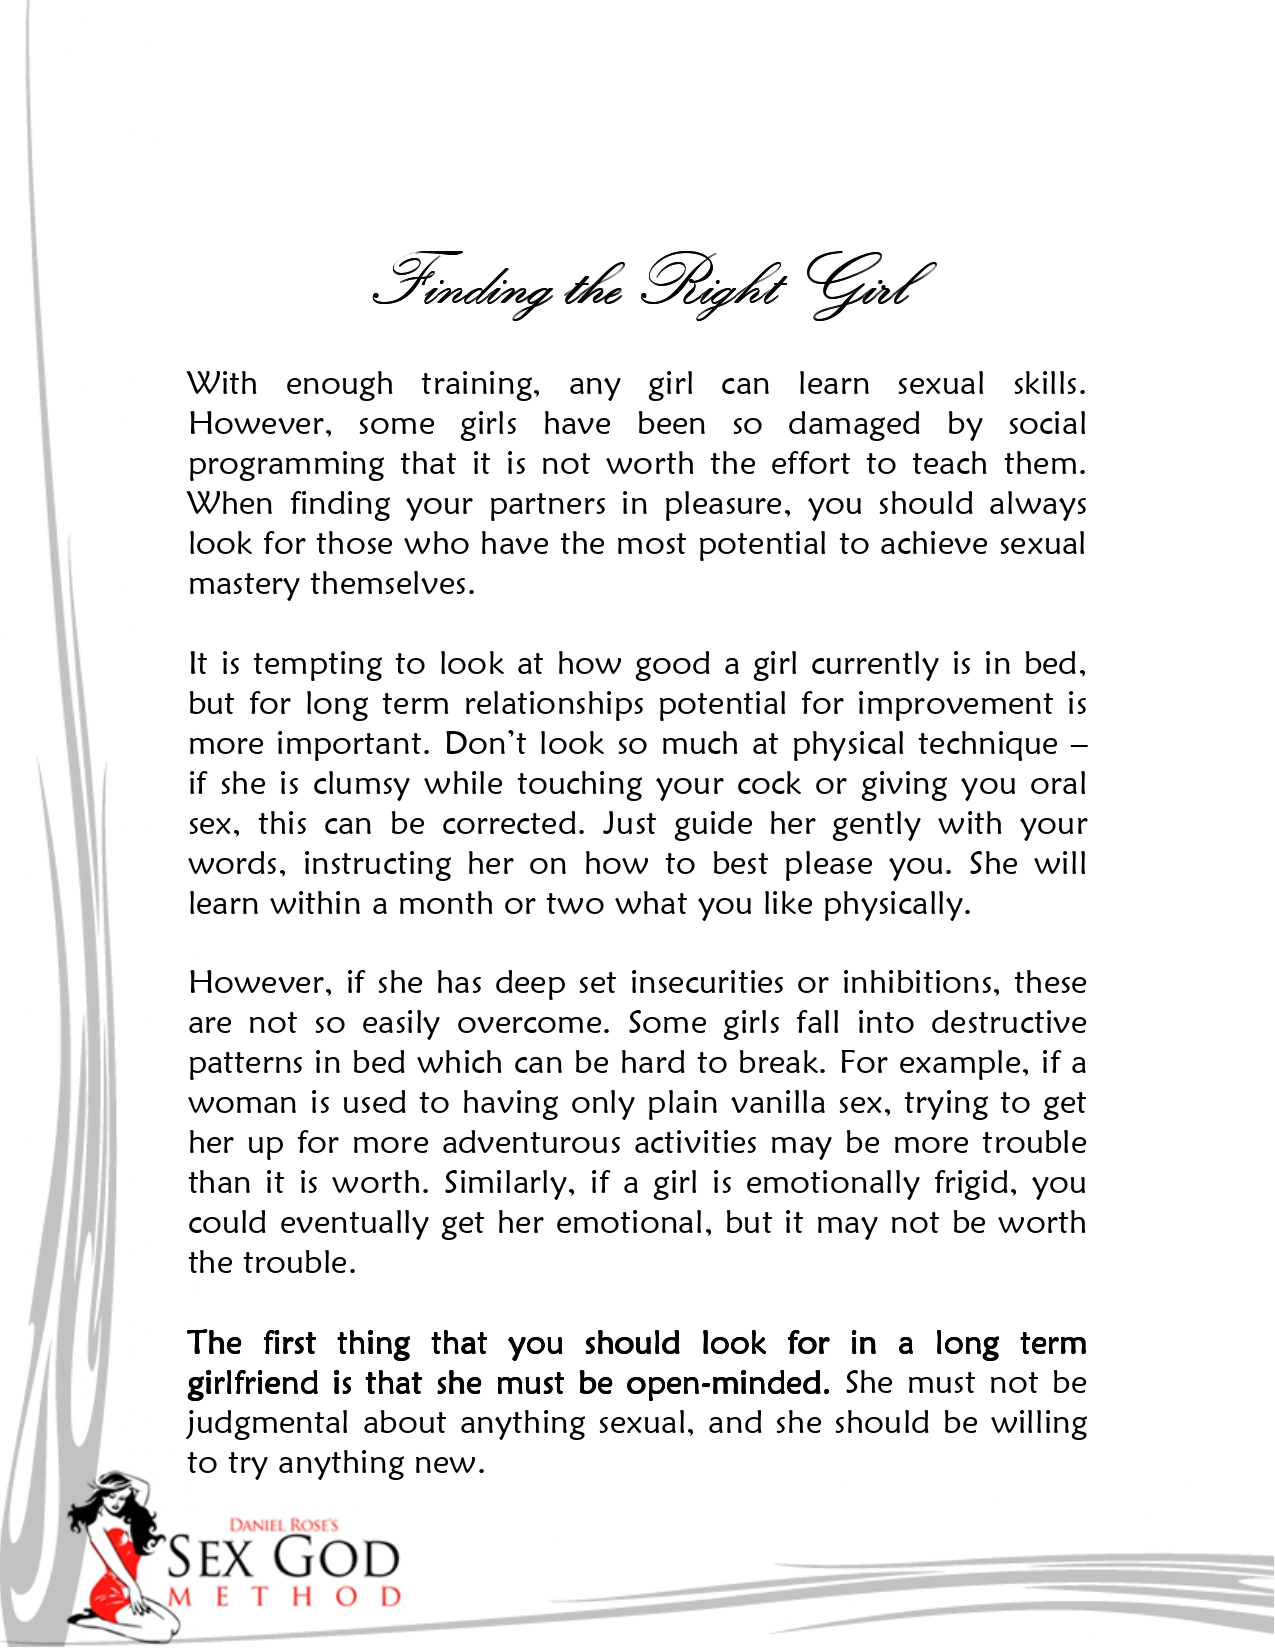 Finding the Right Girl
With enough training, any girl can learn sexual skills.
However, some girls have been so damaged by social
programming that it is not worth the effort to teach them.
When finding your partners in pleasure, you should always
look for those who have the most potential to achieve sexual
mastery themselves.
It is tempting to look at how good a girl currently is in bed,
but for long term relationships potential for improvement is
more important. Don’t look so much at physical technique –
if she is clumsy while touching your cock or giving you oral
sex, this can be corrected. Just guide her gently with your
words, instructing her on how to best please you. She will
learn within a month or two what you like physically.
However, if she has deep set insecurities or inhibitions, these
are not so easily overcome. Some girls fall into destructive
patterns in bed which can be hard to break. For example, if a
woman is used to having only plain vanilla sex, trying to get
her up for more adventurous activities may be more trouble
than it is worth. Similarly, if a girl is emotionally frigid, you
could eventually get her emotional, but it may not be worth
the trouble.
The first thing that you should look for in a long term
girlfriend is that she must be open-minded. She must not be
judgmental about anything sexual, and she should be willing
to try anything new.
DANIEL ROSE'S
SEX GOD
METHOD